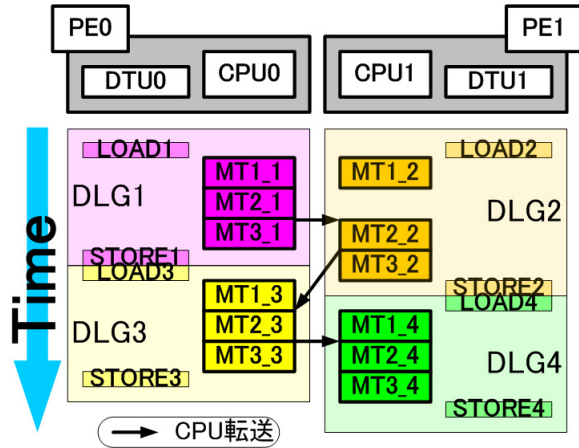 PE0
PE1
DTU0
CPU0
CPU1
DTU1
Time
LOAD1
LOAD2
MT1_1
MT1_2
DLG1
MT2_1
DLG2
MT3_1
MT2_2
STORE1
MT3_2
LOAD3
STORE2
MT1_3
LOAD4
DLG3
MT2_3
MT1_4
MT3_3
MT2_4
DLG4
STORE3
MT3_4
STORE4
CPU転送